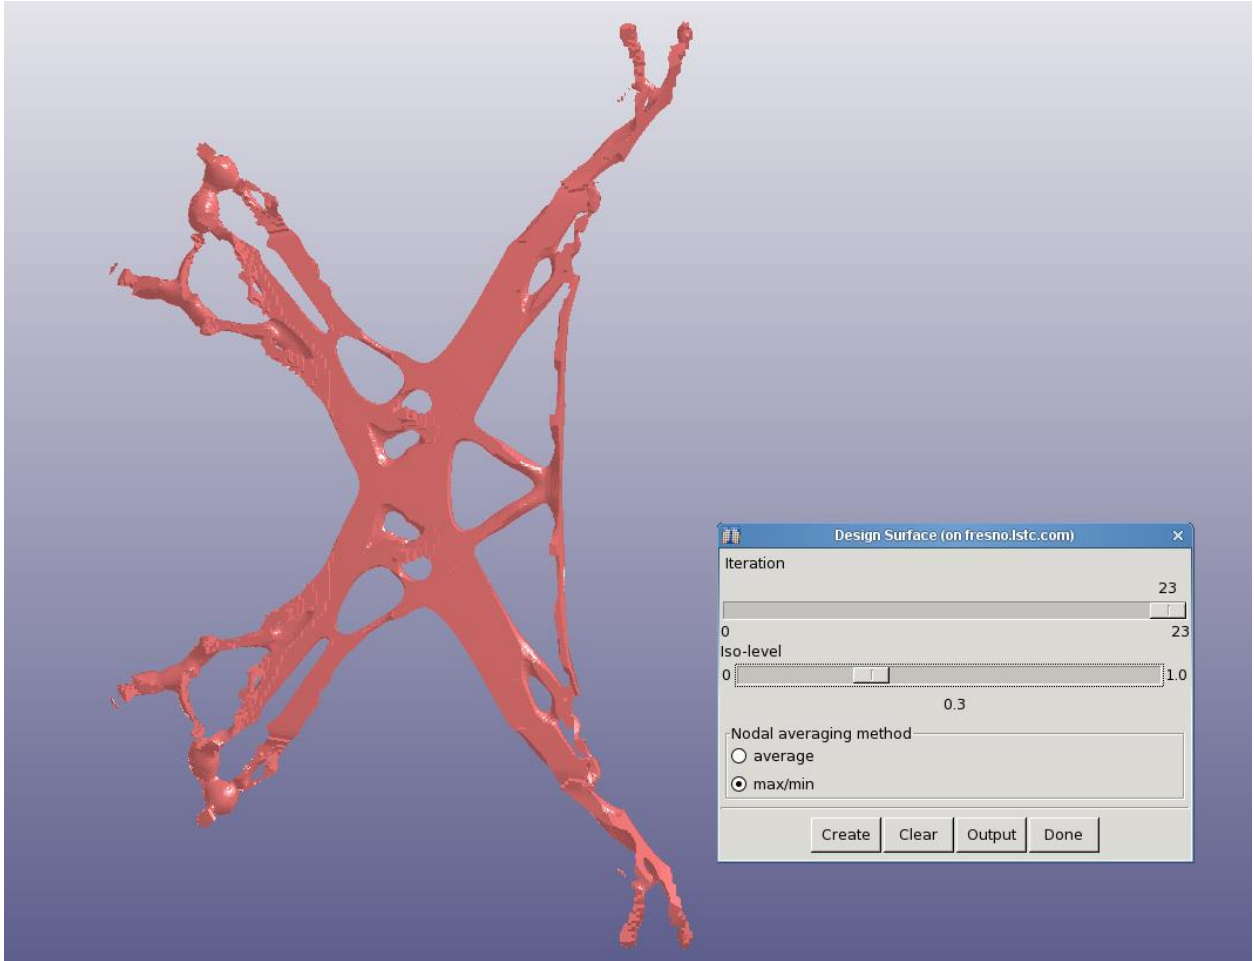 Design Surface (on fresno.lstc.com)
Iteration
23
0 23
Iso-level
0 1.0
0.3
Nodal averaging method
average
max/min
Create Clear Output Done